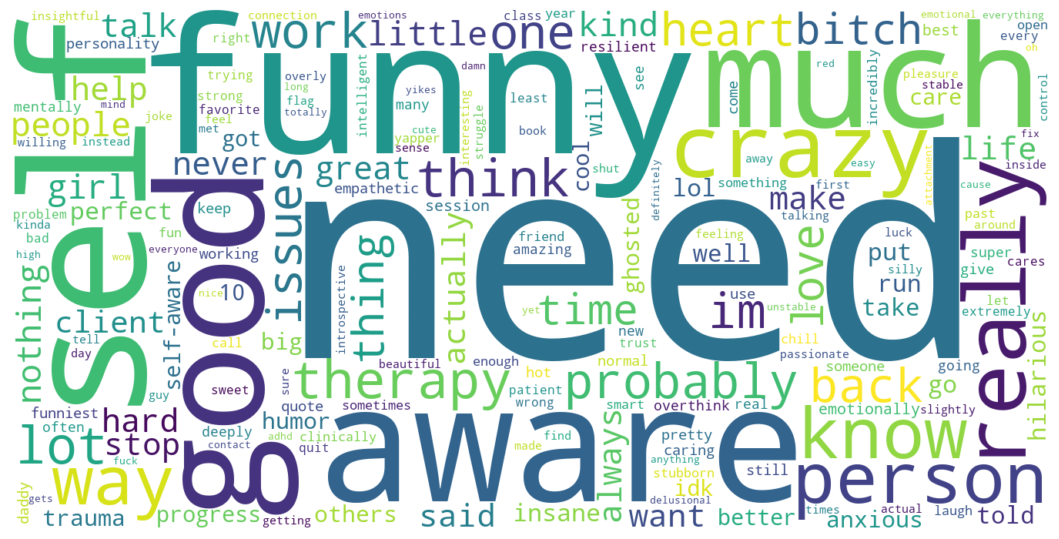 insightful
connection
emotions
class
year
kind
one
heart
bitch
best
emotional
everything
talk
work
little
right
every
open
oh
personality
resilient
self
funny
much
help
trying
overly
long
damn
yikes
see
come
red
incredibly
pleasure
stable
control
mentally
mind
strong
flag
totally
intelligent
many
cute
least
will
crazy
care
people
joke
favorite
feel
met
yapper
sense
interesting
struggle
book
willing
instead
got
cool
shut
away
easy
fix
life
inside
girl
never
issues
great
think
lol
something
make
first
attachment
cause
good
need
empathetic
definitely
talking
really
perfect
keep
session
ghosted
love
past
around
problem
kinda
fun
friend
amazing
feeling
well
luck
put
silly
super
cares
bad
everyone
working
thing
actually
high
wow
self-aware
10
introspective
yet
time
use
im
unstable
run
give
let
extremely
nothing
nice
client
call
big
new
trust
take
hilarious
tell
day
beautiful
enough
normal
chill
passionate
going
guy
sure
sweet
therapy
hot
patient
wrong
probably
someone
back
go
funniest
often
hard
stop
humor
quote
sometimes
smart
overthink
real
emotionally
slightly
deeply
adhd
clinically
aware
always
pretty
caring
know
lot
contact
quit
made
find
anything
stubborn
still
person
way
fuck
idk
delusional
daddy
gets
trauma
progress
getting
others
said
insane
want
better
times
anxious
actual
laugh
told